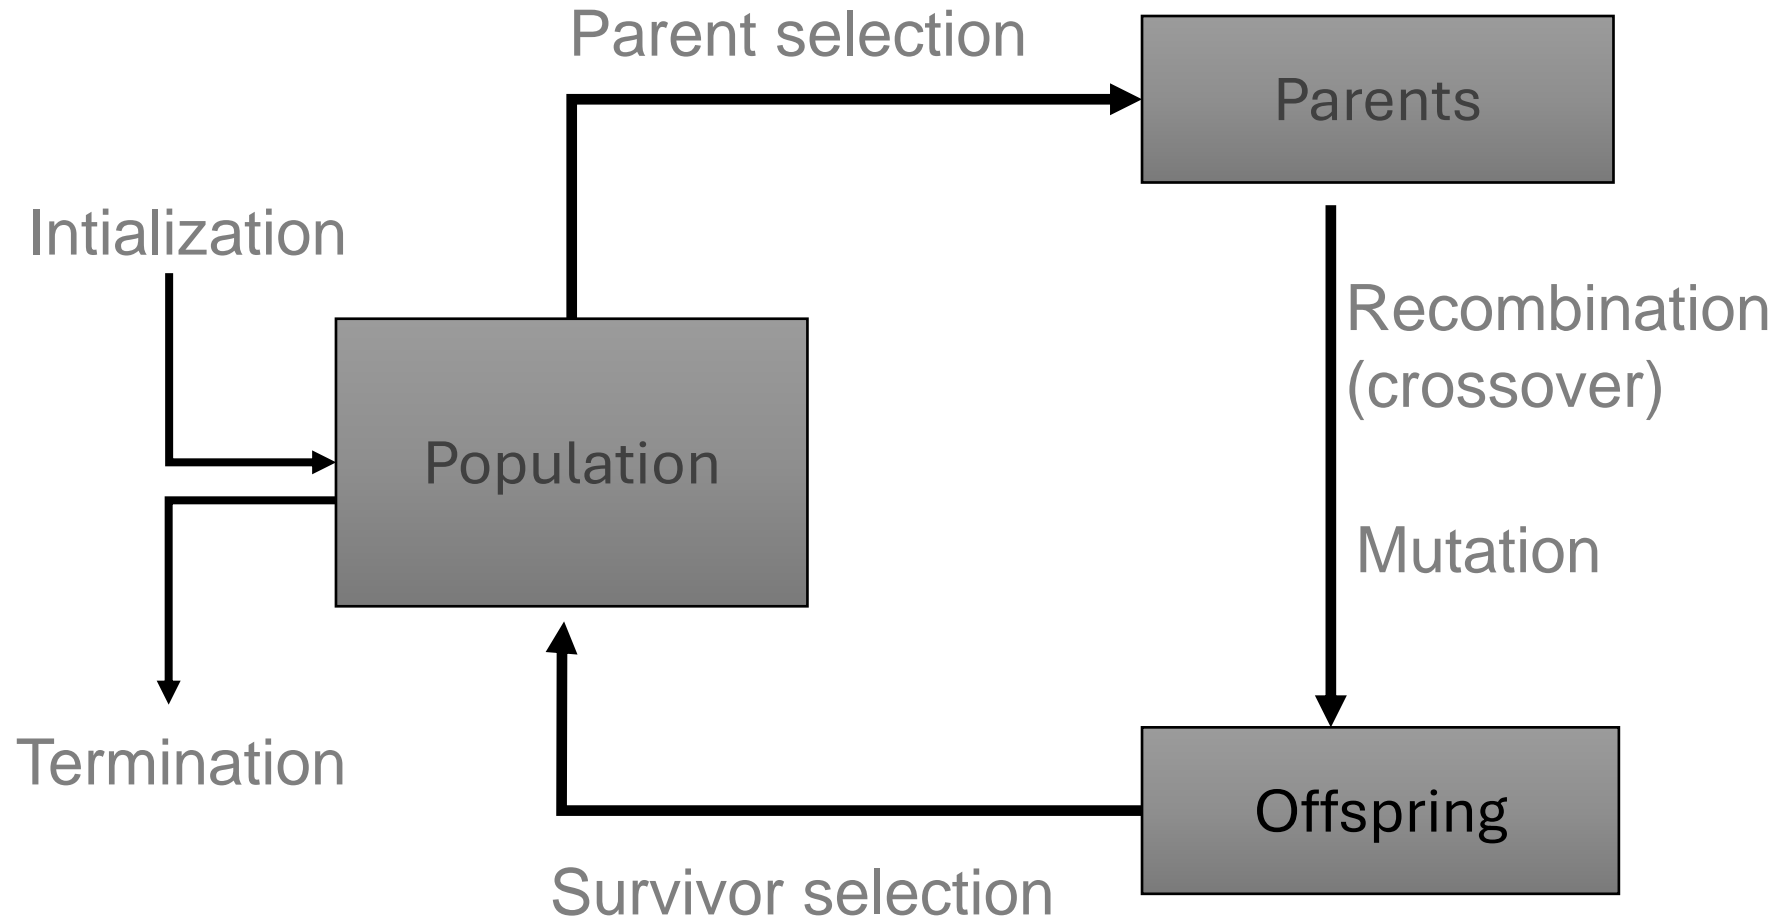 Parent selection
Parents
Intialization
Recombination
(crossover)
Population
Mutation
Termination
Offspring
Survivor selection